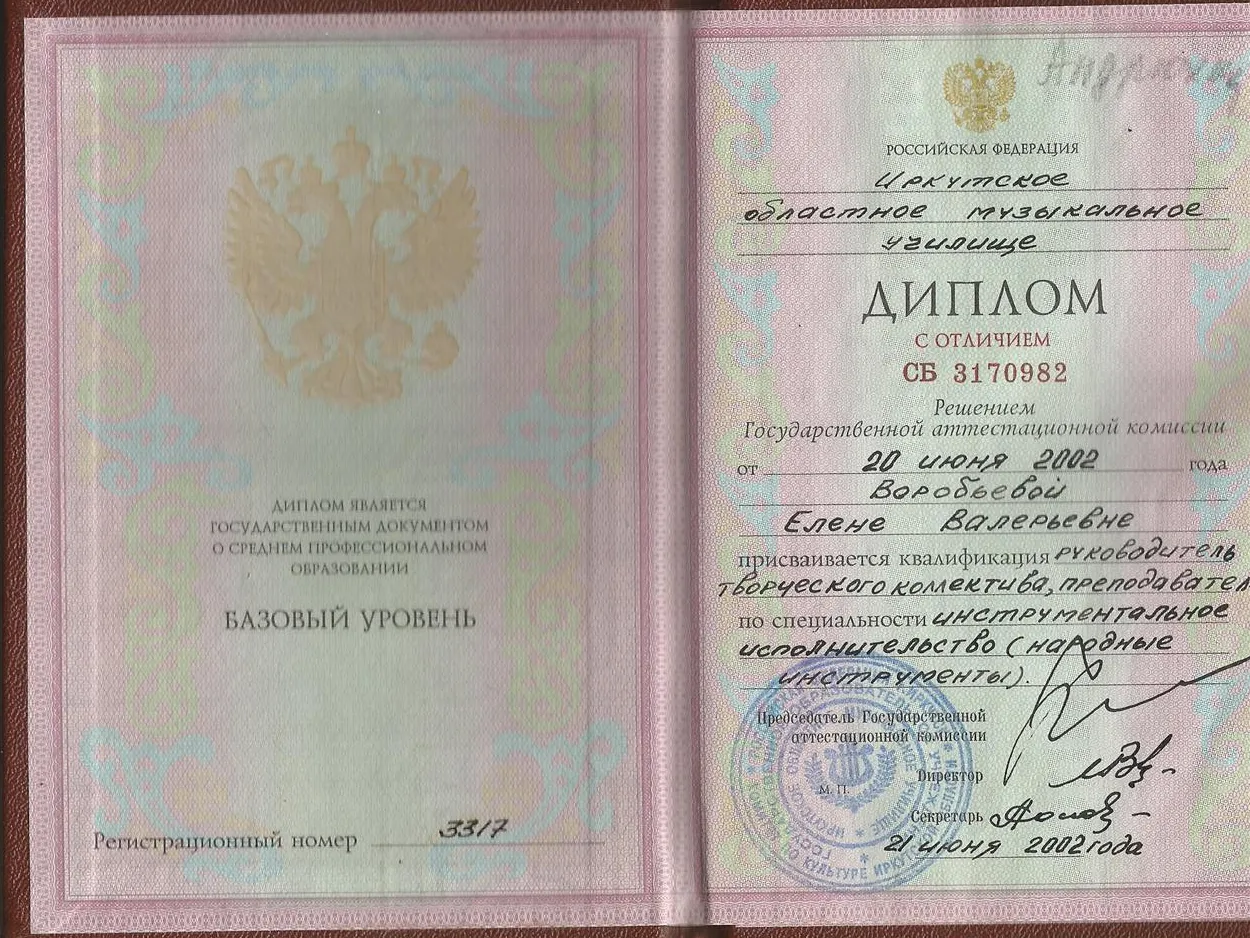 ДИПЛОМ ЯВЛЯЕТСЯ
ГОСУДАРСТВЕННЫМ ДОКУМЕНТОМ
О СРЕДНЕМ ПРОФЕССИОНАЛЬНОМ
ОБРАЗОВАНИИ
БАЗОВЫЙ УРОВЕНЬ
Регистрационный номер 3317
РОССИЙСКАЯ ФЕДЕРАЦИЯ
Иркутское
областное музыкальное
училище
ДИПЛОМ
С ОТЛИЧИЕМ
СБ 3170982
Решением
Государственной аттестационной комиссии
от 20 июня 2002 года
Воробьевой
Елене Валерьевне
присваивается квалификация руководитель
творческого коллектива, преподавател
по специальности инструментальное
исполнительство (народные
инструменты).
Председатель Государственной
аттестационной комиссии
Директор
М. П.
Секретарь
21 июня 2002 года